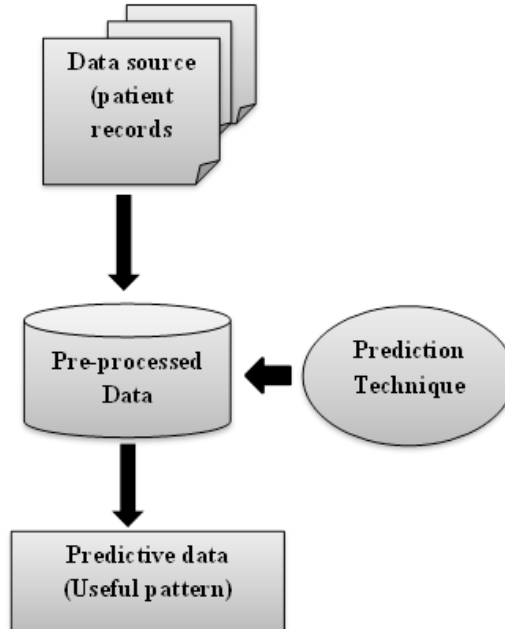 Data source
(patient
records
Pre-processed
Data
Prediction
Technique
Predictive data
(Useful pattern)